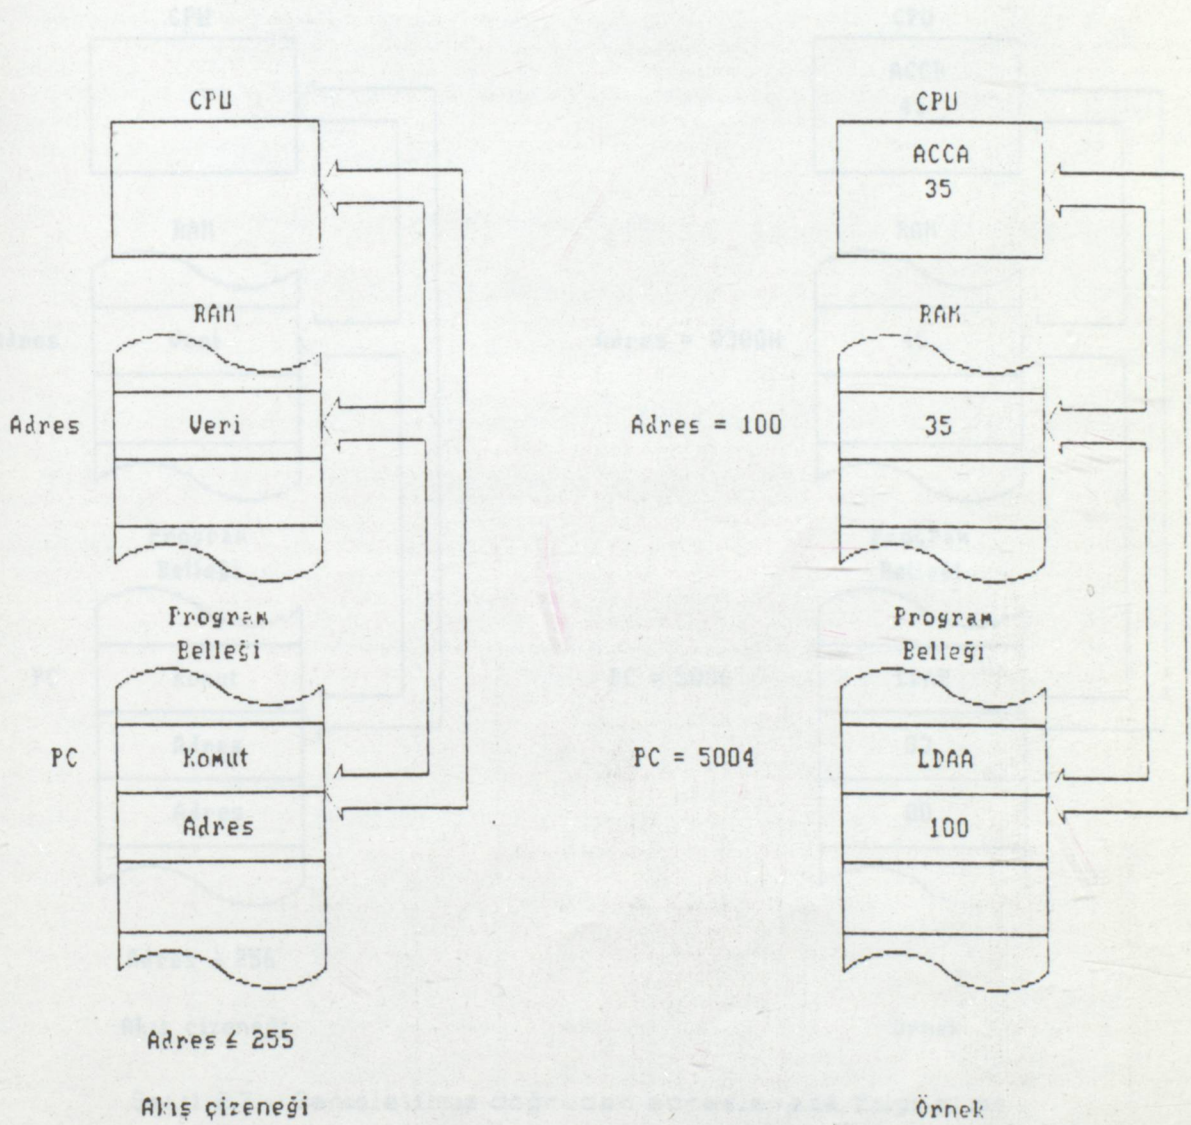 CPU
RAM
Adres
Veri
Program
Belleği
PC
Komut
Adres
Adres ≤ 255
Akış çizeneği
CPU
ACCA
35
RAM
Adres = 100
35
Program
Belleği
PC = 5004
LDAA
100
Örnek